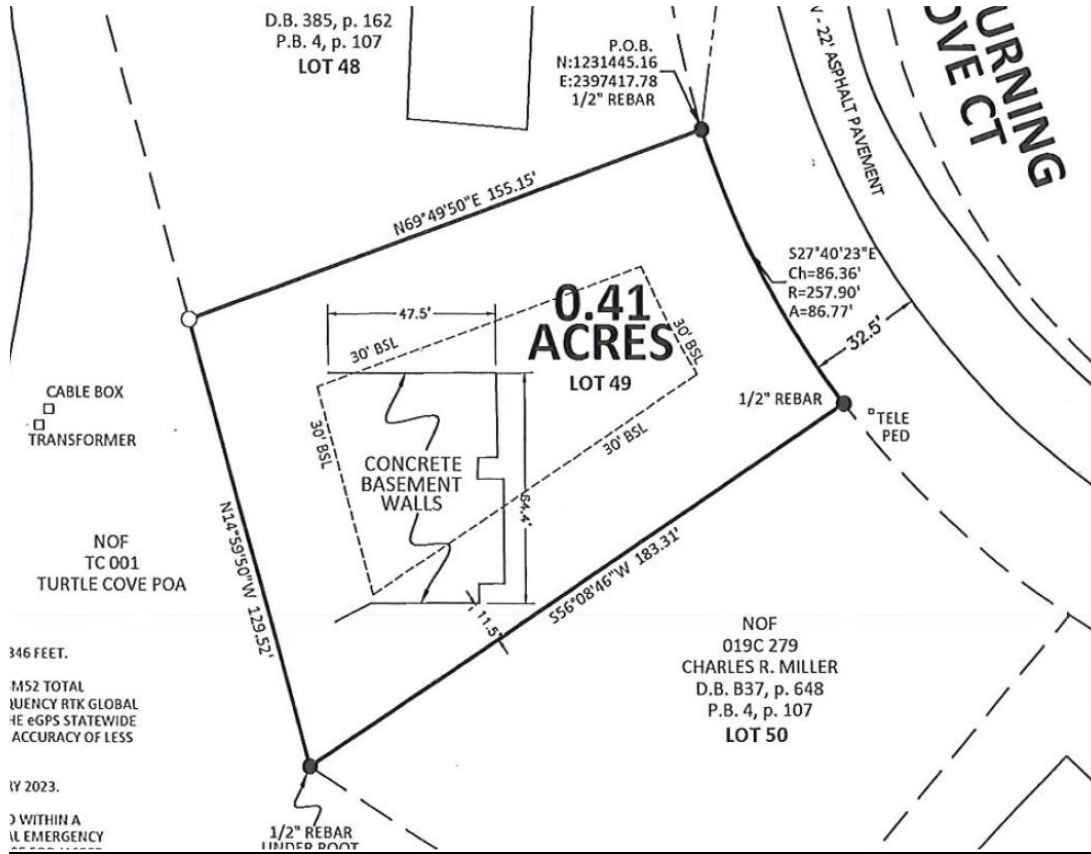 D.B. 385, p. 162
P.B. 4, p. 107
LOT 48
P.O.B.
N:1231445.16
E:2397417.78
1/2" REBAR
22' ASPHALT PAVEMENT
N69°49'50"E 155.15'
S27°40'23"E
Ch=86.36'
R=257.90'
A=86.77'
32.5'
47.5'
30' BSL
0.41
ACRES
LOT 49
30' BSL
1/2" REBAR
TELE
PED
CABLE BOX
TRANSFORMER
30' BSL
30' BSL
CONCRETE
BASEMENT
WALLS
64.4'
N14°59'50"W 129.52'
NOF
TC 001
TURTLE COVE POA
S56°08'46"W 183.31'
11.5'
NOF
019C 279
CHARLES R. MILLER
D.B. B37, p. 648
P.B. 4, p. 107
LOT 50
346 FEET.
M52 TOTAL
QUENCY RTK GLOBAL
HE eGPS STATEWIDE
ACCURACY OF LESS
RY 2023.
D WITHIN A
AL EMERGENCY
1/2" REBAR
UNDER ROOT